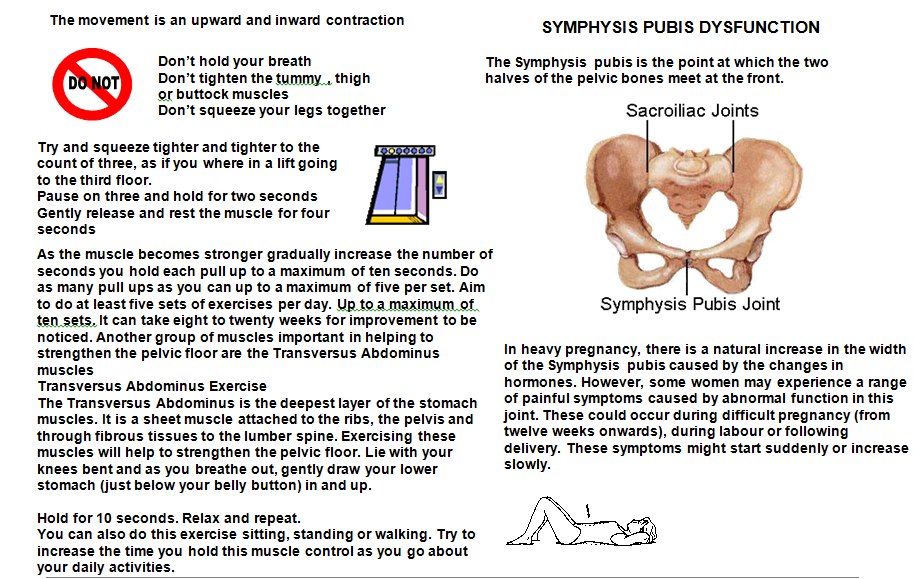 The movement is an upward and inward contraction
DO NOT
Don't hold your breath
Don't tighten the tummy , thigh
or buttock muscles
Don't squeeze your legs together
Try and squeeze tighter and tighter to the
count of three, as if you where in a lift going
to the third floor.
Pause on three and hold for two seconds
Gently release and rest the muscle for four
seconds
As the muscle becomes stronger gradually increase the number of
seconds you hold each pull up to a maximum of ten seconds. Do
as many pull ups as you can up to a maximum of five per set. Aim
to do at least five sets of exercises per day. Up to a maximum of
ten sets. It can take eight to twenty weeks for improvement to be
noticed. Another group of muscles important in helping to
strengthen the pelvic floor are the Transversus Abdominus
muscles
Transversus Abdominus Exercise
The Transversus Abdominus is the deepest layer of the stomach
muscles. It is a sheet muscle attached to the ribs, the pelvis and
through fibrous tissues to the lumbar spine. Exercising these
muscles will help to strengthen the pelvic floor. Lie with your
knees bent and as you breathe out, gently draw your lower
stomach (just below your belly button) in and up.
Hold for 10 seconds. Relax and repeat.
You can also do this exercise sitting, standing or walking. Try to
increase the time you hold this muscle control as you go about
your daily activities.
SYMPHYSIS PUBIS DYSFUNCTION
The Symphysis pubis is the point at which the two
halves of the pelvic bones meet at the front.
Sacroiliac Joints
Symphysis Pubis Joint
In heavy pregnancy, there is a natural increase in the width
of the Symphysis pubis caused by the changes in
hormones. However, some women may experience a range
of painful symptoms caused by abnormal function in this
joint. These could occur during difficult pregnancy (from
twelve weeks onwards), during labour or following
delivery. These symptoms might start suddenly or increase
slowly.